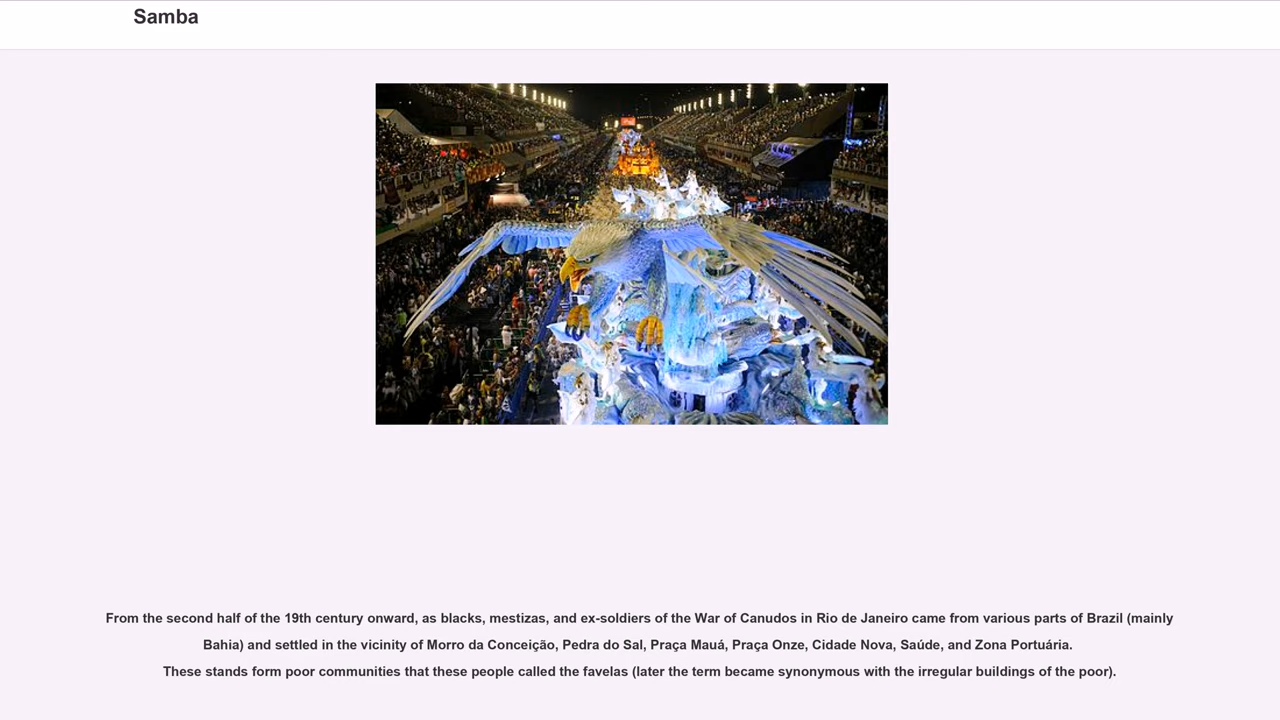 Samba
From the second half of the 19th century onward, as blacks, mestizas, and ex-soldiers of the War of Canudos in Rio de Janeiro came from various parts of Brazil (mainly
Bahia) and settled in the vicinity of Morro da Conceição, Pedra do Sal, Praça Mauá, Praça Onze, Cidade Nova, Saúde, and Zona Portuária.
These stands form poor communities that these people called the favelas (later the term became synonymous with the irregular buildings of the poor).